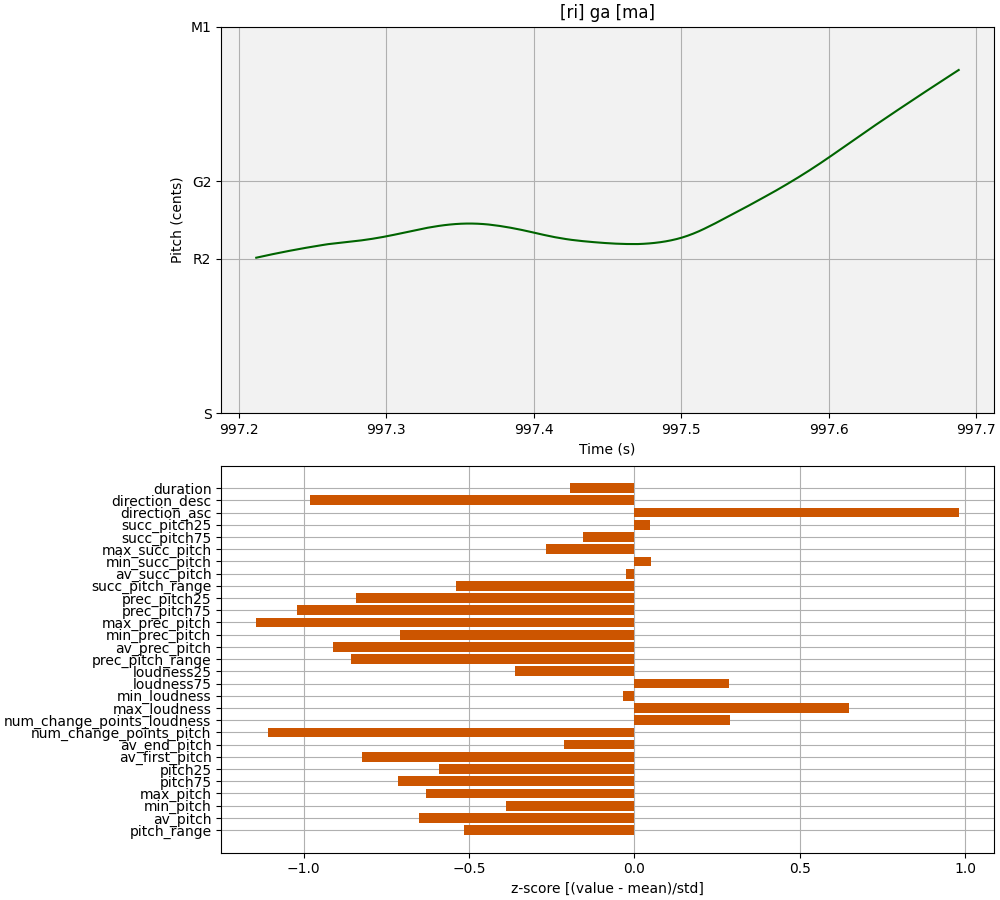 [ri] ga [ma]
M1
G2
R2
S
Pitch (cents)
997.2 997.3 997.4 997.5 997.6 997.7
Time (s)
duration
direction_desc
direction_asc
succ_pitch25
succ_pitch75
max_succ_pitch
min_succ_pitch
av_succ_pitch
succ_pitch_range
prec_pitch25
prec_pitch75
max_prec_pitch
min_prec_pitch
av_prec_pitch
prec_pitch_range
loudness25
loudness75
min_loudness
max_loudness
num_change_points_loudness
num_change_points_pitch
av_end_pitch
av_first_pitch
pitch25
pitch75
max_pitch
min_pitch
av_pitch
pitch_range
−1.0 −0.5 0.0 0.5 1.0
z-score [(value - mean)/std]